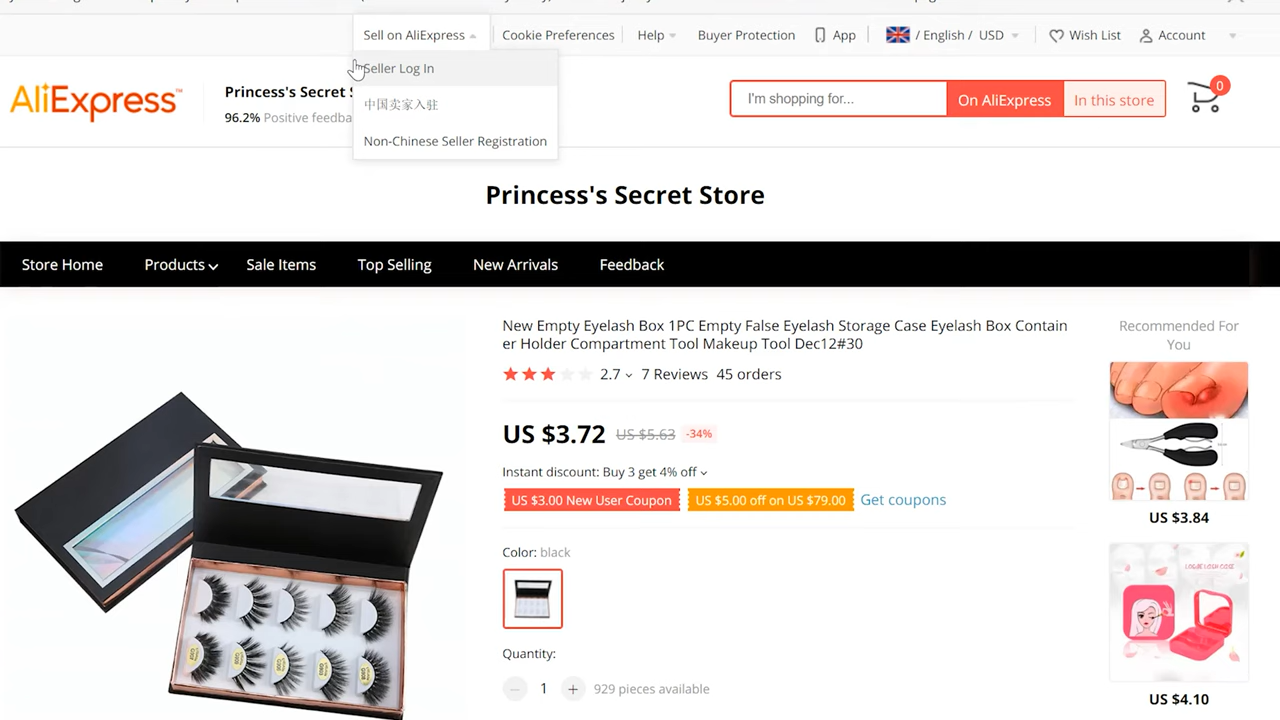 Sell on AliExpress
Cookie Preferences
Help
Buyer Protection
App
/ English / USD
Wish List
Account
Seller Log In
中国卖家入驻
Non-Chinese Seller Registration
AliExpress™
Princess's Secret S
96.2% Positive feedba
I'm shopping for...
On AliExpress
In this store
0
Princess's Secret Store
Store Home
Products
Sale Items
Top Selling
New Arrivals
Feedback
New Empty Eyelash Box 1PC Empty False Eyelash Storage Case Eyelash Box Contain
er Holder Compartment Tool Makeup Tool Dec12#30
2.7
7 Reviews
45 orders
US $3.72
US $5.63
-34%
Instant discount: Buy 3 get 4% off
US $3.00 New User Coupon
US $5.00 off on US $79.00
Get coupons
Color: black
Quantity:
1
929 pieces available
Recommended For
You
US $3.84
US $4.10